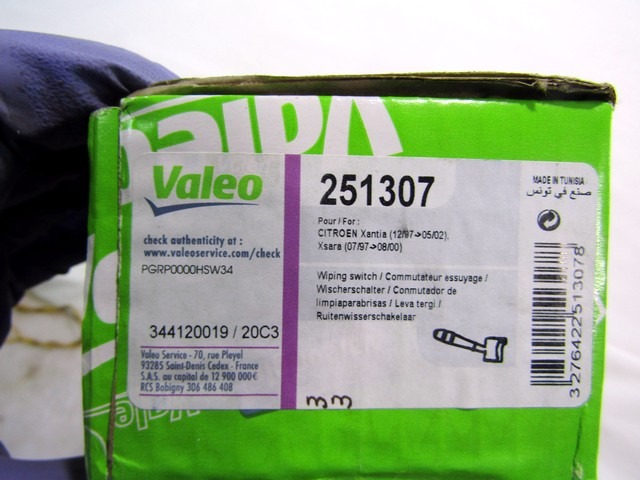 Valeo
Valeo
check authenticity at :
www.valeoservice.com/check
PGRP0000HSW34
344120019 / 20C3
Valeo Service - 70, rue Pleyel
93285 Saint-Denis Cedex - France
S.A.S. au capital de 12 900 000€
RCS Bobigny 306 486 408
251307
Pour / For :
CITROEN Xantia (12/97->05/02),
Xsara (07/97->08/00)
Wiping switch / Commutateur essuyage /
Wischerschalter / Conmutador de
limpiaparabrisas / Leva tergi /
Ruitenwisserschakelaar
MADE IN TUNISIA
صنع في تونس
3276422513078
33
Valeo